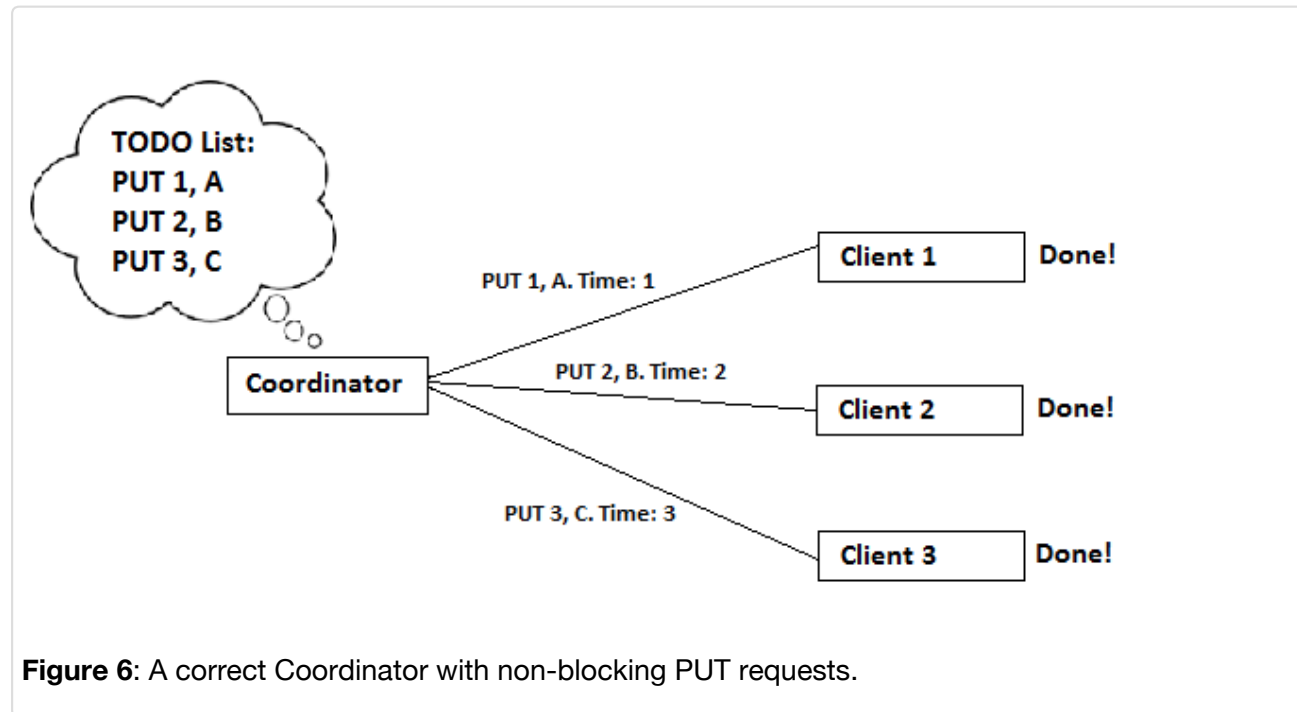 TODO List:
PUT 1, A
PUT 2, B
PUT 3, C
Coordinator
PUT 1, A. Time: 1
PUT 2, B. Time: 2
PUT 3, C. Time: 3
Client 1 Done!
Client 2 Done!
Client 3 Done!
Figure 6: A correct Coordinator with non-blocking PUT requests.